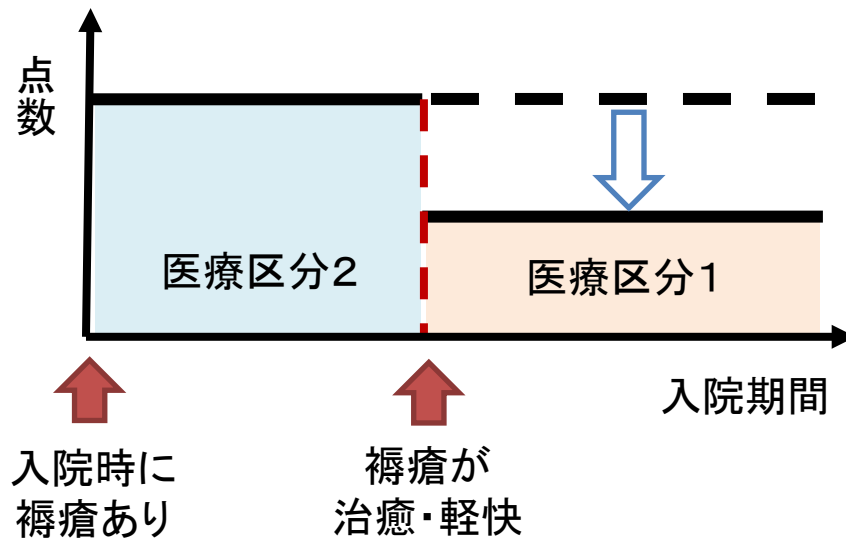 点数
医療区分2
医療区分1
入院期間
入院時に
褥瘡あり
褥瘡が
治癒・軽快